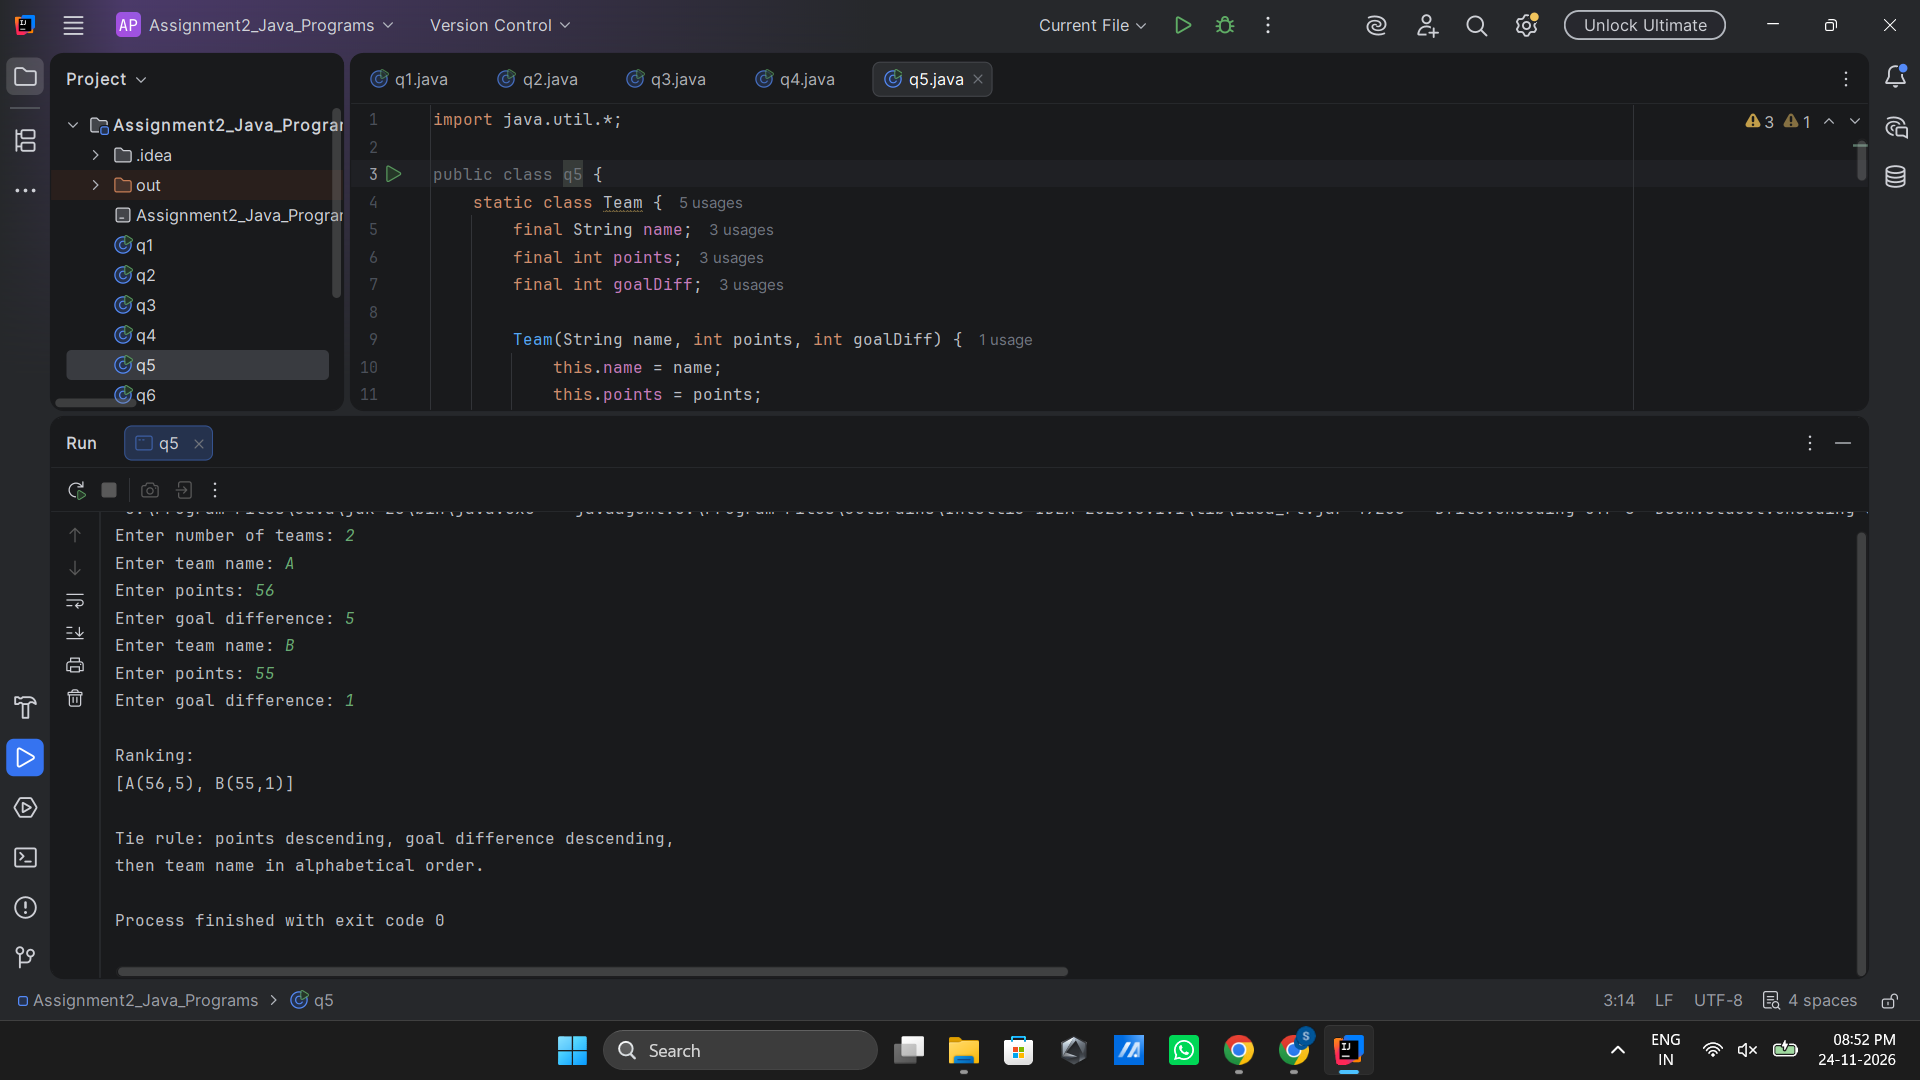 AP Assignment2_Java_Programs Version Control Current File Unlock Ultimate
Project q1.java q2.java q3.java q4.java q5.java
Assignment2_Java_Program
.idea
out
Assignment2_Java_Program
q1
q2
q3
q4
q5
q6
1 import java.util.*; 3 1
2
3 public class q5 {
4 static class Team { 5 usages
5 final String name; 3 usages
6 final int points; 3 usages
7 final int goalDiff; 3 usages
8
9 Team(String name, int points, int goalDiff) { 1 usage
10 this.name = name;
11 this.points = points;
Run q5
Enter number of teams: 2
Enter team name: A
Enter points: 56
Enter goal difference: 5
Enter team name: B
Enter points: 55
Enter goal difference: 1
Ranking:
[A(56,5), B(55,1)]
Tie rule: points descending, goal difference descending,
then team name in alphabetical order.
Process finished with exit code 0
Assignment2_Java_Programs > q5 3:14 LF UTF-8 4 spaces
Search S ENG 08:52 PM
IN 24-11-2026